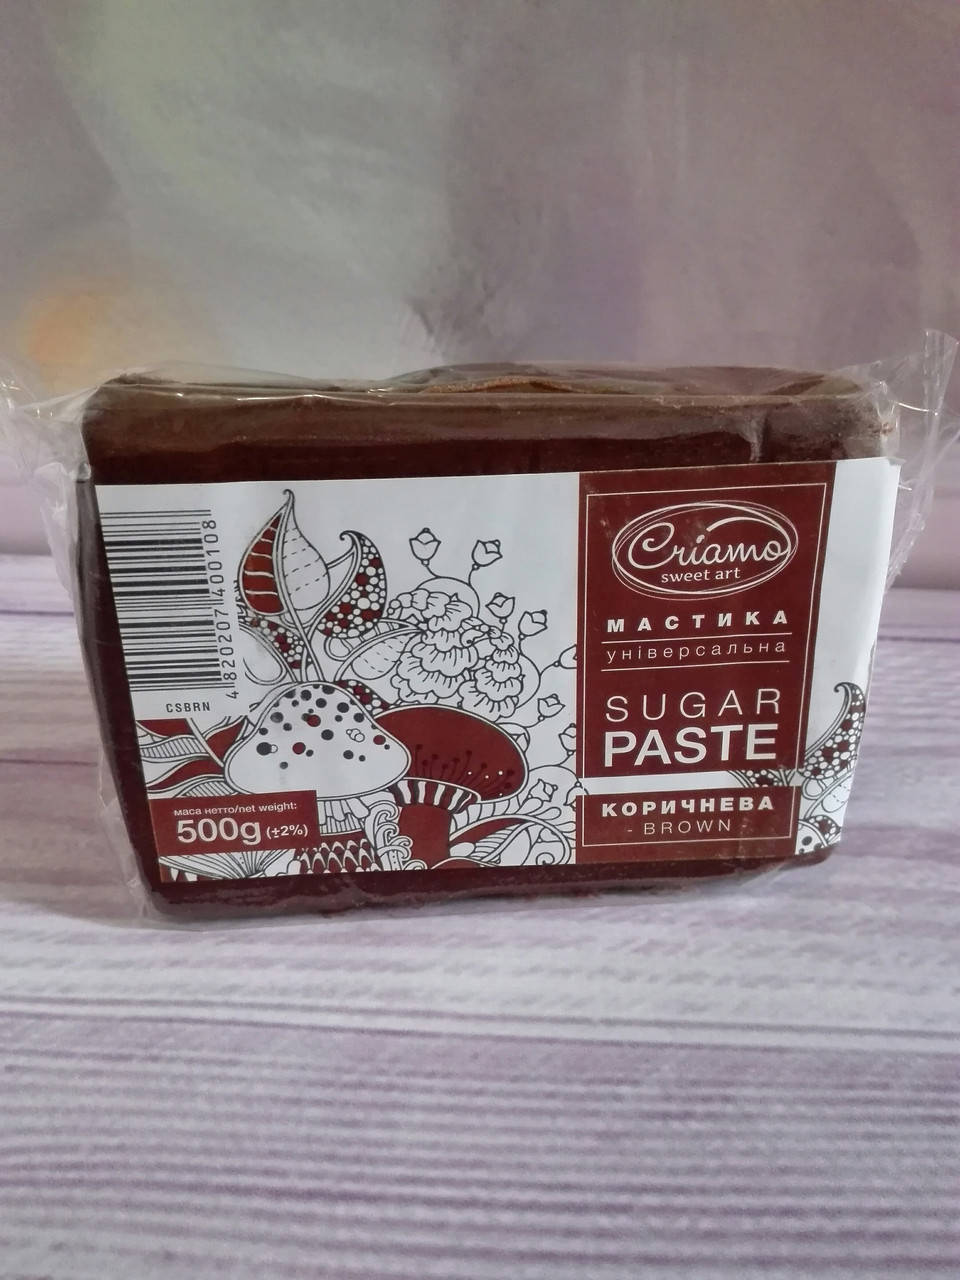 4820207400108
CSBRN
маса нетто/net weight:
500g (±2%)
Criamo
sweet art
МАСТИКА
універсальна
SUGAR
PASTE
КОРИЧНЕВА
- BROWN